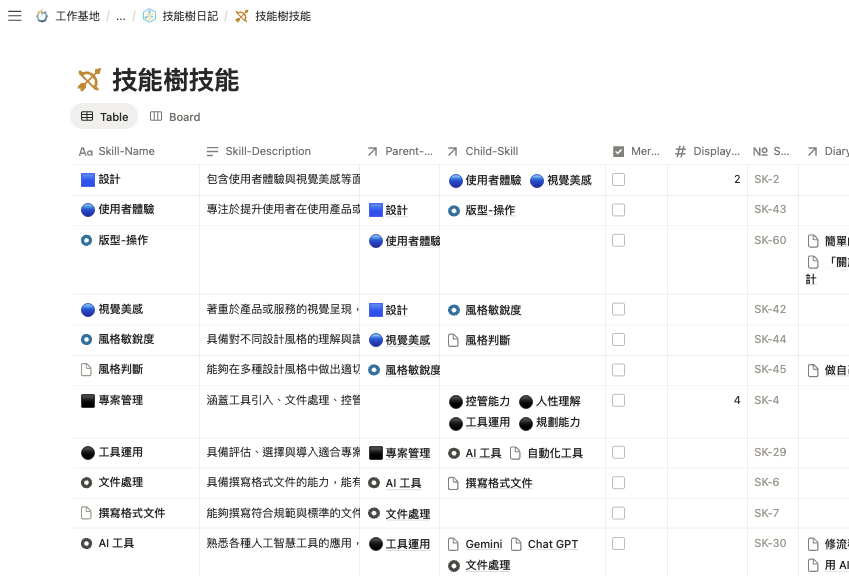 工作基地 / ... / 技能樹日記 / 技能樹技能
技能樹技能
Table Board
Aa Skill-Name Skill-Description Parent-... Child-Skill Mer... # Display... № S... Diary
設計 包含使用者體驗與視覺美感等面 使用者體驗 視覺美感 2 SK-2
使用者體驗 專注於提升使用者在使用產品或 設計 版型-操作 SK-43
版型-操作 使用者體驗 SK-60 簡單
「關
計
視覺美感 著重於產品或服務的視覺呈現， 設計 風格敏銳度 SK-42
風格敏銳度 具備對不同設計風格的理解與 視覺美感 風格判斷 SK-44
風格判斷 能夠在多種設計風格中做出適切 風格敏銳度 SK-45 做自
專案管理 涵蓋工具引入、文件處理、控管 控管能力 人性理解 4 SK-4
工具運用 規劃能力
工具運用 具備評估、選擇與導入適合專案 專案管理 AI 工具 自動化工具 SK-29
文件處理 具備撰寫格式文件的能力，能有 AI 工具 撰寫格式文件 SK-6
撰寫格式文件 能夠撰寫符合規範與標準的文件 文件處理 SK-7
AI 工具 熟悉各種人工智慧工具的應用， 工具運用 Gemini Chat GPT SK-30 修流
文件處理 用 AI